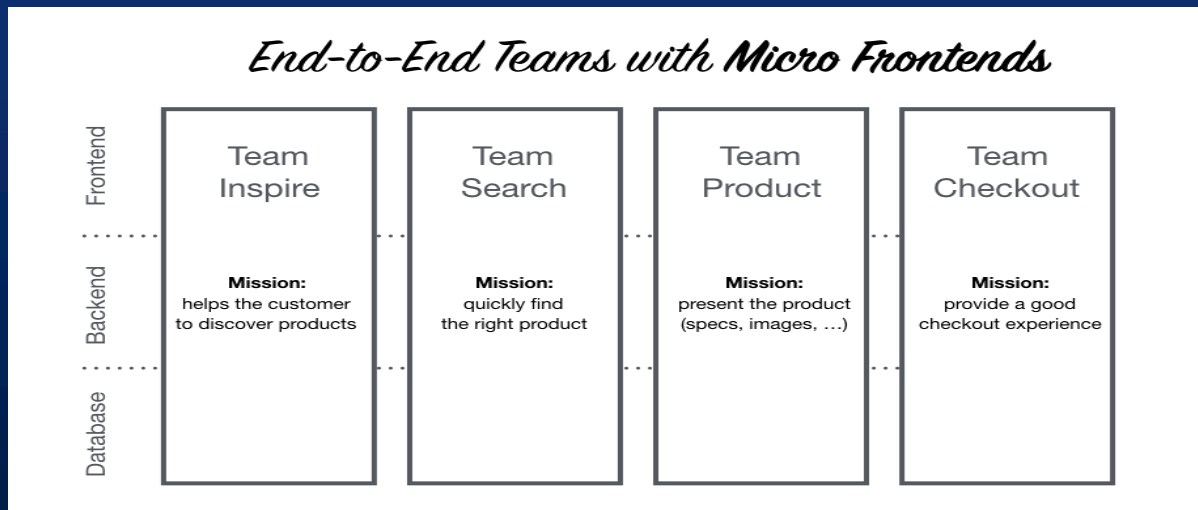 End-to-End Teams with Micro Frontends
Frontend
Team
Inspire
Team
Search
Team
Product
Team
Checkout
Backend
Mission:
helps the customer
to discover products
Mission:
quickly find
the right product
Mission:
present the product
(specs, images, …)
Mission:
provide a good
checkout experience
Database